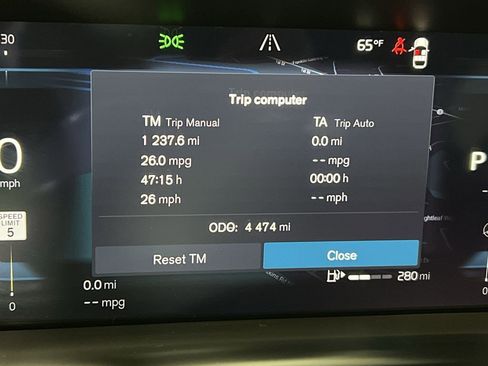 30
65°F
Trip computer
TM Trip Manual
TA Trip Auto
1 237.6 mi
0.0 mi
26.0 mpg
-- mpg
47:15 h
00:00 h
26 mph
-- mph
ODO: 4 474 mi
Reset TM
Close
0
mph
P
SPEED
LIMIT
5
0
0.0 mi
-- mpg
280 mi
0